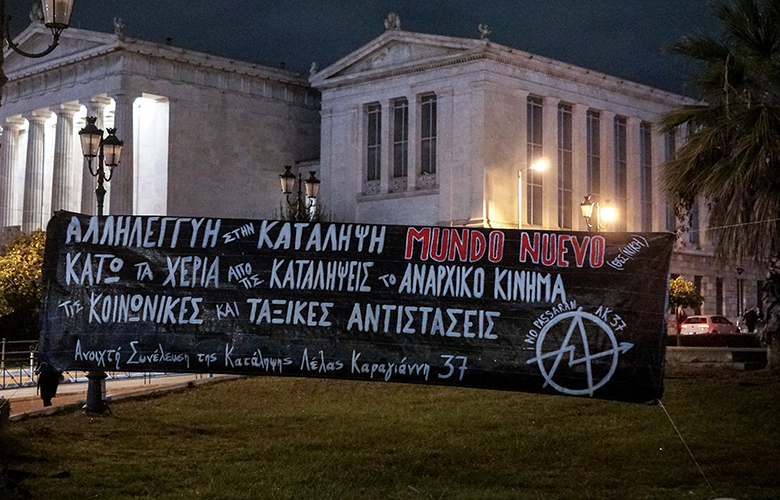 ΑΛΛΗΛΕΓΓΥΗ ΣΤΗΝ ΚΑΤΑΛΗΨΗ MUNDO NUEVO (ΘΕΣ/ΝΙΚΗ)
ΚΑΤΩ ΤΑ ΧΕΡΙΑ ΑΠΟ ΤΙΣ ΚΑΤΑΛΗΨΕΙΣ ΤΟ ΑΝΑΡΧΙΚΟ ΚΙΝΗΜΑ
ΤΙΣ ΚΟΙΝΩΝΙΚΕΣ ΚΑΙ ΤΑΞΙΚΕΣ ΑΝΤΙΣΤΑΣΕΙΣ
Ανοιχτή Συνέλευση της Κατάληψης Λέλας Καραγιάννη 37
¡NO PASSARAN ΛΚ 37